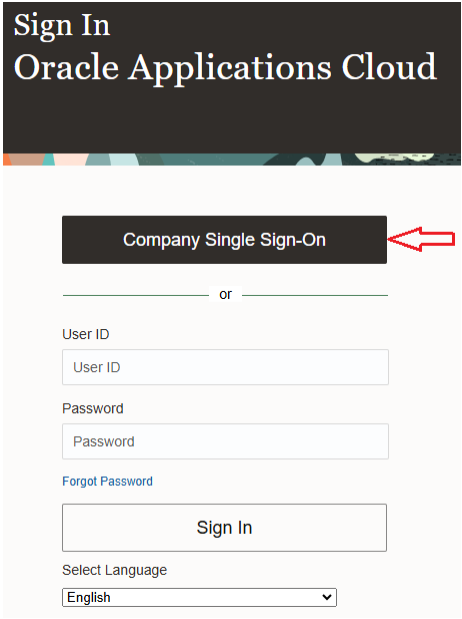 Sign In
Oracle Applications Cloud
Company Single Sign-On
or
User ID
User ID
Password
Password
Forgot Password
Sign In
Select Language
English